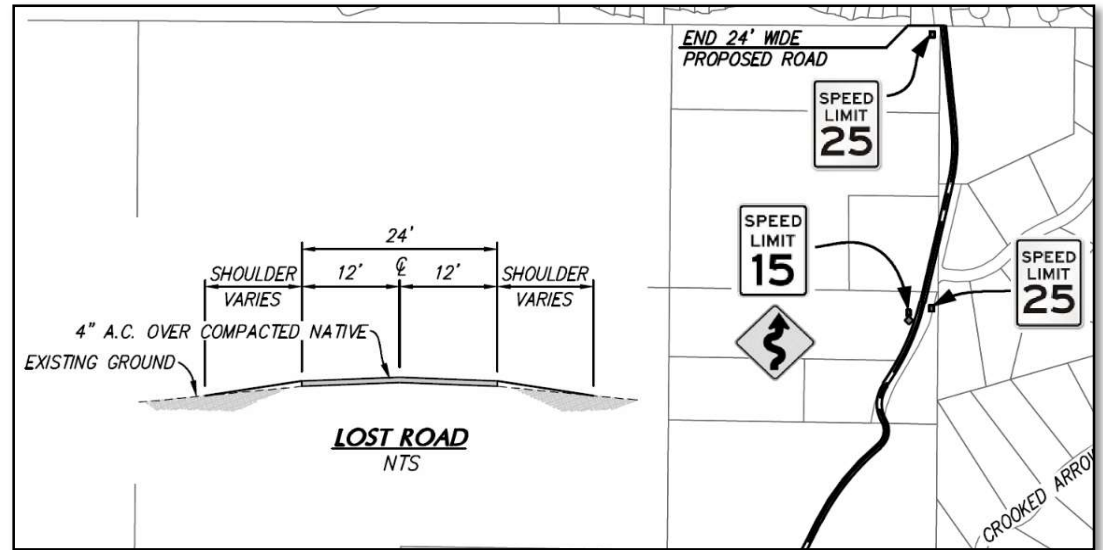 END 24' WIDE
PROPOSED ROAD
SPEED
LIMIT
25
SPEED
LIMIT
15
SPEED
LIMIT
25
24'
SHOULDER 12' ℄ 12' SHOULDER
VARIES VARIES
4" A.C. OVER COMPACTED NATIVE
EXISTING GROUND
LOST ROAD
NTS
CROOKED